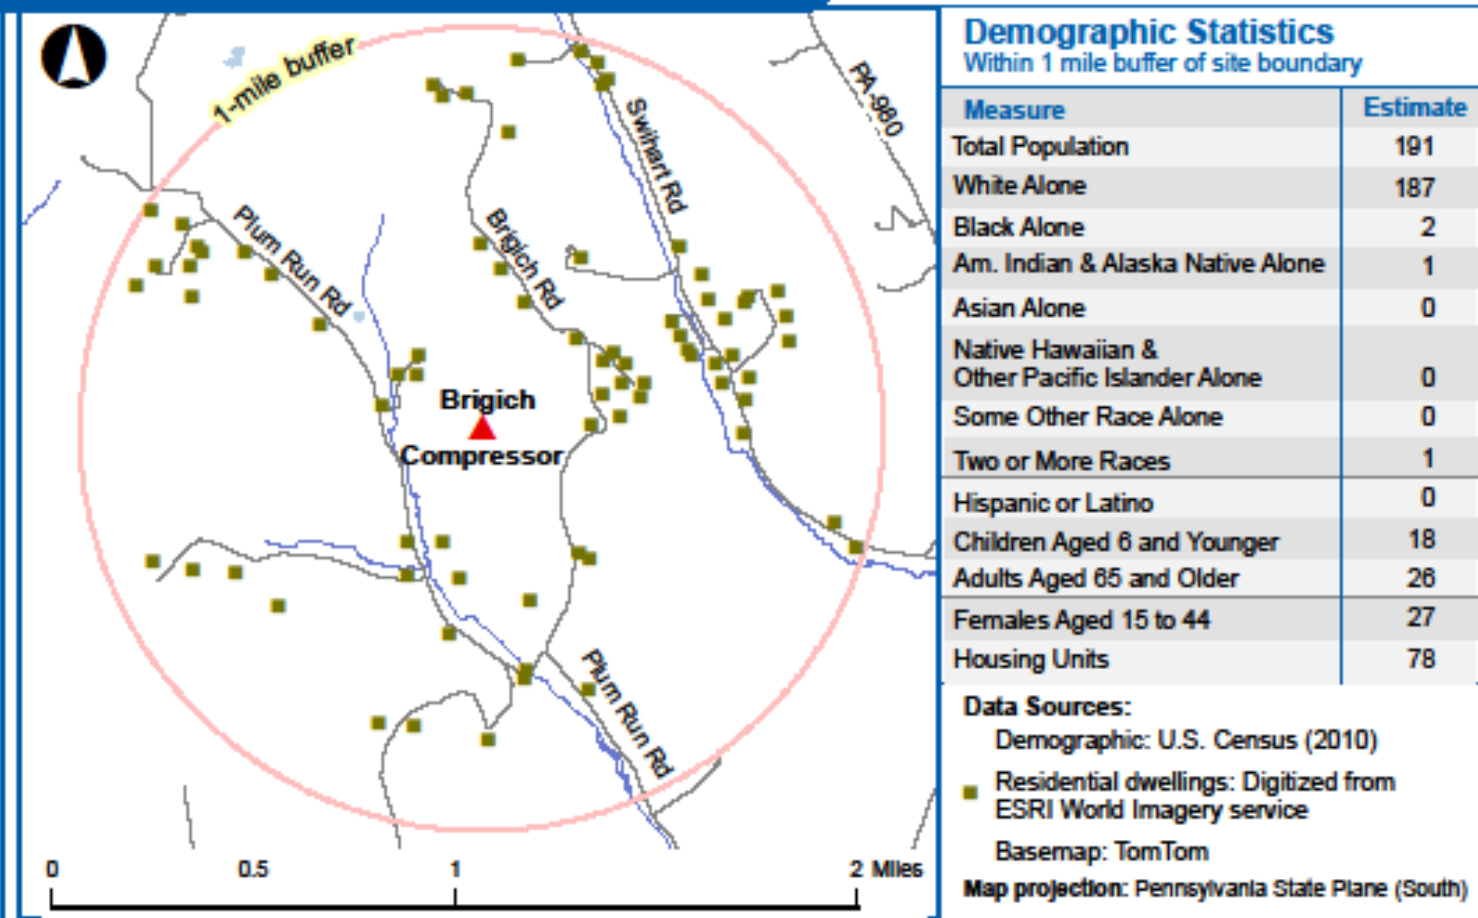 1-mile buffer
PA-980
Swihart Rd
Plum Run Rd
Brigich Rd
Brigich
Compressor
Plum Run Rd
0 0.5 1 2 Miles
Demographic Statistics
Within 1 mile buffer of site boundary
Measure Estimate
Total Population 191
White Alone 187
Black Alone 2
Am. Indian & Alaska Native Alone 1
Asian Alone 0
Native Hawaiian &
Other Pacific Islander Alone 0
Some Other Race Alone 0
Two or More Races 1
Hispanic or Latino 0
Children Aged 6 and Younger 18
Adults Aged 65 and Older 26
Females Aged 15 to 44 27
Housing Units 78
Data Sources:
Demographic: U.S. Census (2010)
Residential dwellings: Digitized from
ESRI World Imagery service
Basemap: TomTom
Map projection: Pennsylvania State Plane (South)